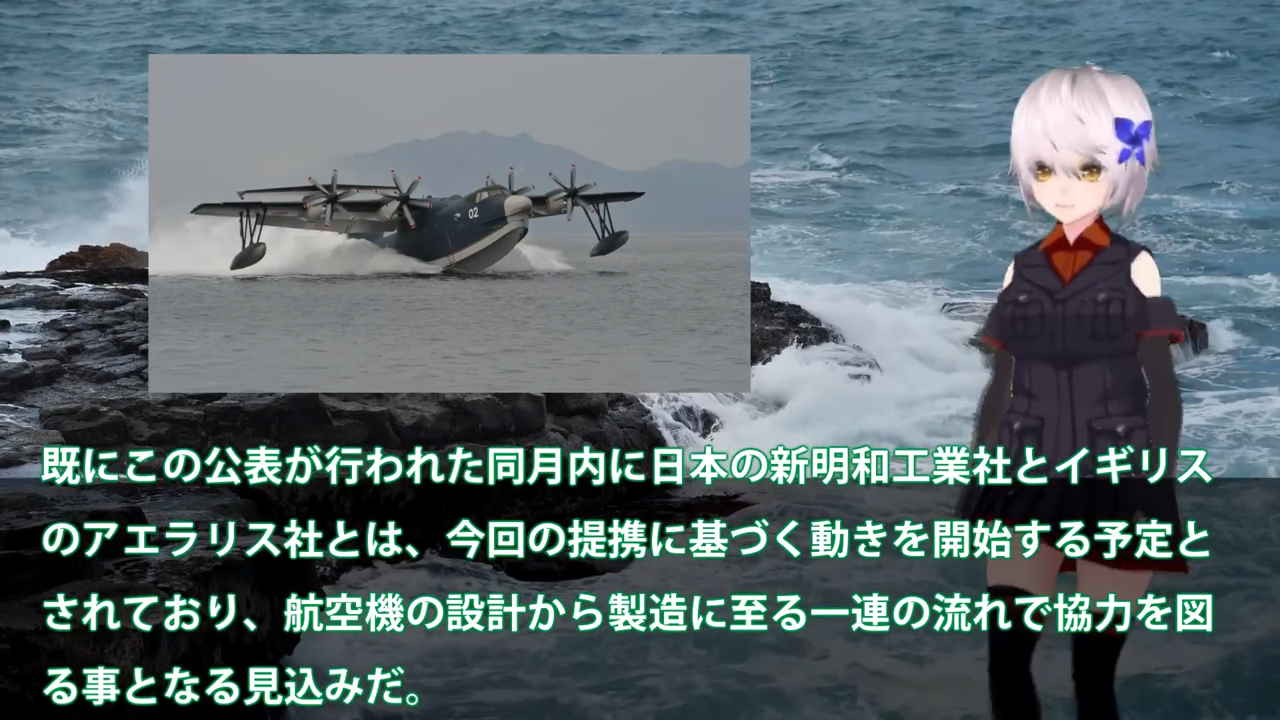 02
既にこの公表が行われた同月内に日本の新明和工業社とイギリス
のアエラリス社とは、今回の提携に基づく動きを開始する予定と
されており、航空機の設計から製造に至る一連の流れで協力を図
る事となる見込みだ。